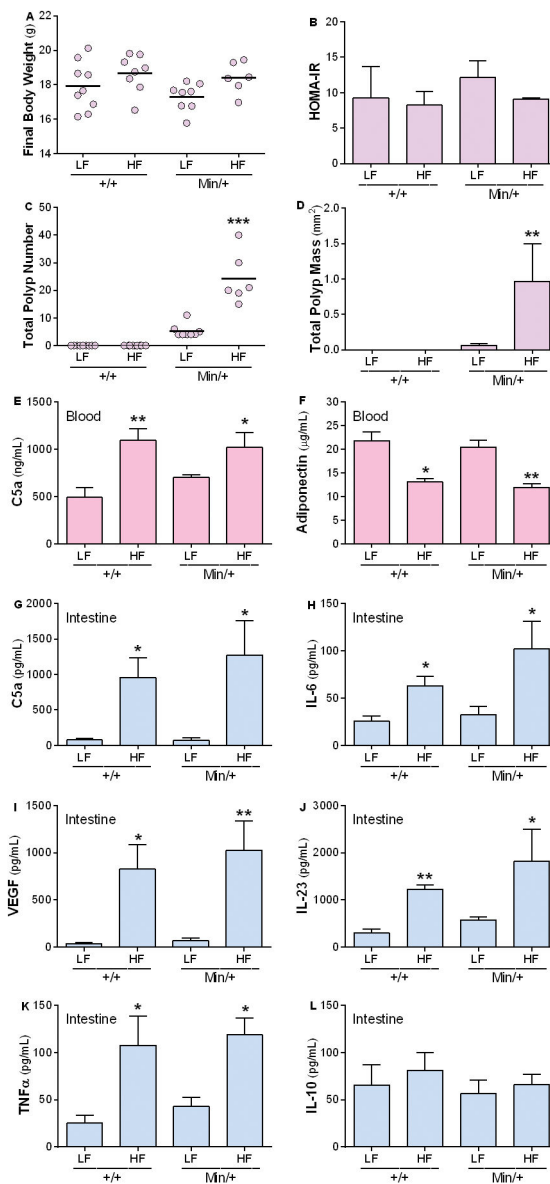 A
Final Body Weight (g)
22
20
18
16
14
LF HF LF HF
+/+ Min/+
B
HOMA-IR
20
15
10
5
0
LF HF LF HF
+/+ Min/+
C
Total Polyp Number
50
40
30
20
10
0
***
LF HF LF HF
+/+ Min/+
D
Total Polyp Mass (mm²)
2.0
1.5
1.0
0.5
0.0
**
LF HF LF HF
+/+ Min/+
E
Blood
C5a (ng/mL)
1500
1000
500
0
** *
LF HF LF HF
+/+ Min/+
F
Blood
Adiponectin (µg/mL)
30
25
20
15
10
5
0
* **
LF HF LF HF
+/+ Min/+
G
Intestine
C5a (pg/mL)
2000
1500
1000
500
0
* *
LF HF LF HF
+/+ Min/+
H
Intestine
IL-6 (pg/mL)
150
100
50
0
* *
LF HF LF HF
+/+ Min/+
I
Intestine
VEGF (pg/mL)
1500
1000
500
0
* **
LF HF LF HF
+/+ Min/+
J
Intestine
IL-23 (pg/mL)
3000
2000
1000
0
** *
LF HF LF HF
+/+ Min/+
K
Intestine
TNFα (pg/mL)
150
100
50
0
* *
LF HF LF HF
+/+ Min/+
L
Intestine
IL-10 (pg/mL)
150
100
50
0
LF HF LF HF
+/+ Min/+